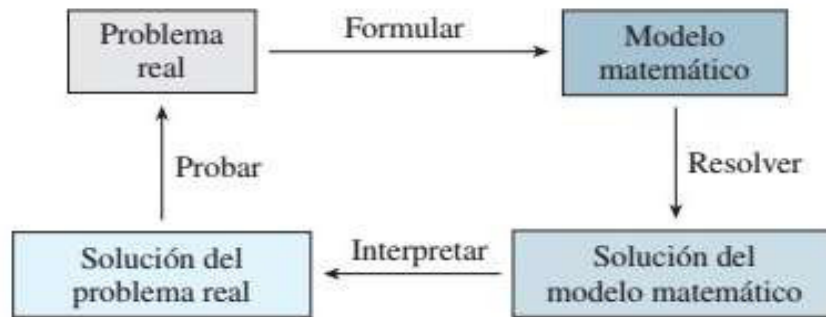 Problema
real
Formular
Modelo
matemático
Probar
Resolver
Solución del
problema real
Interpretar
Solución del
modelo matemático